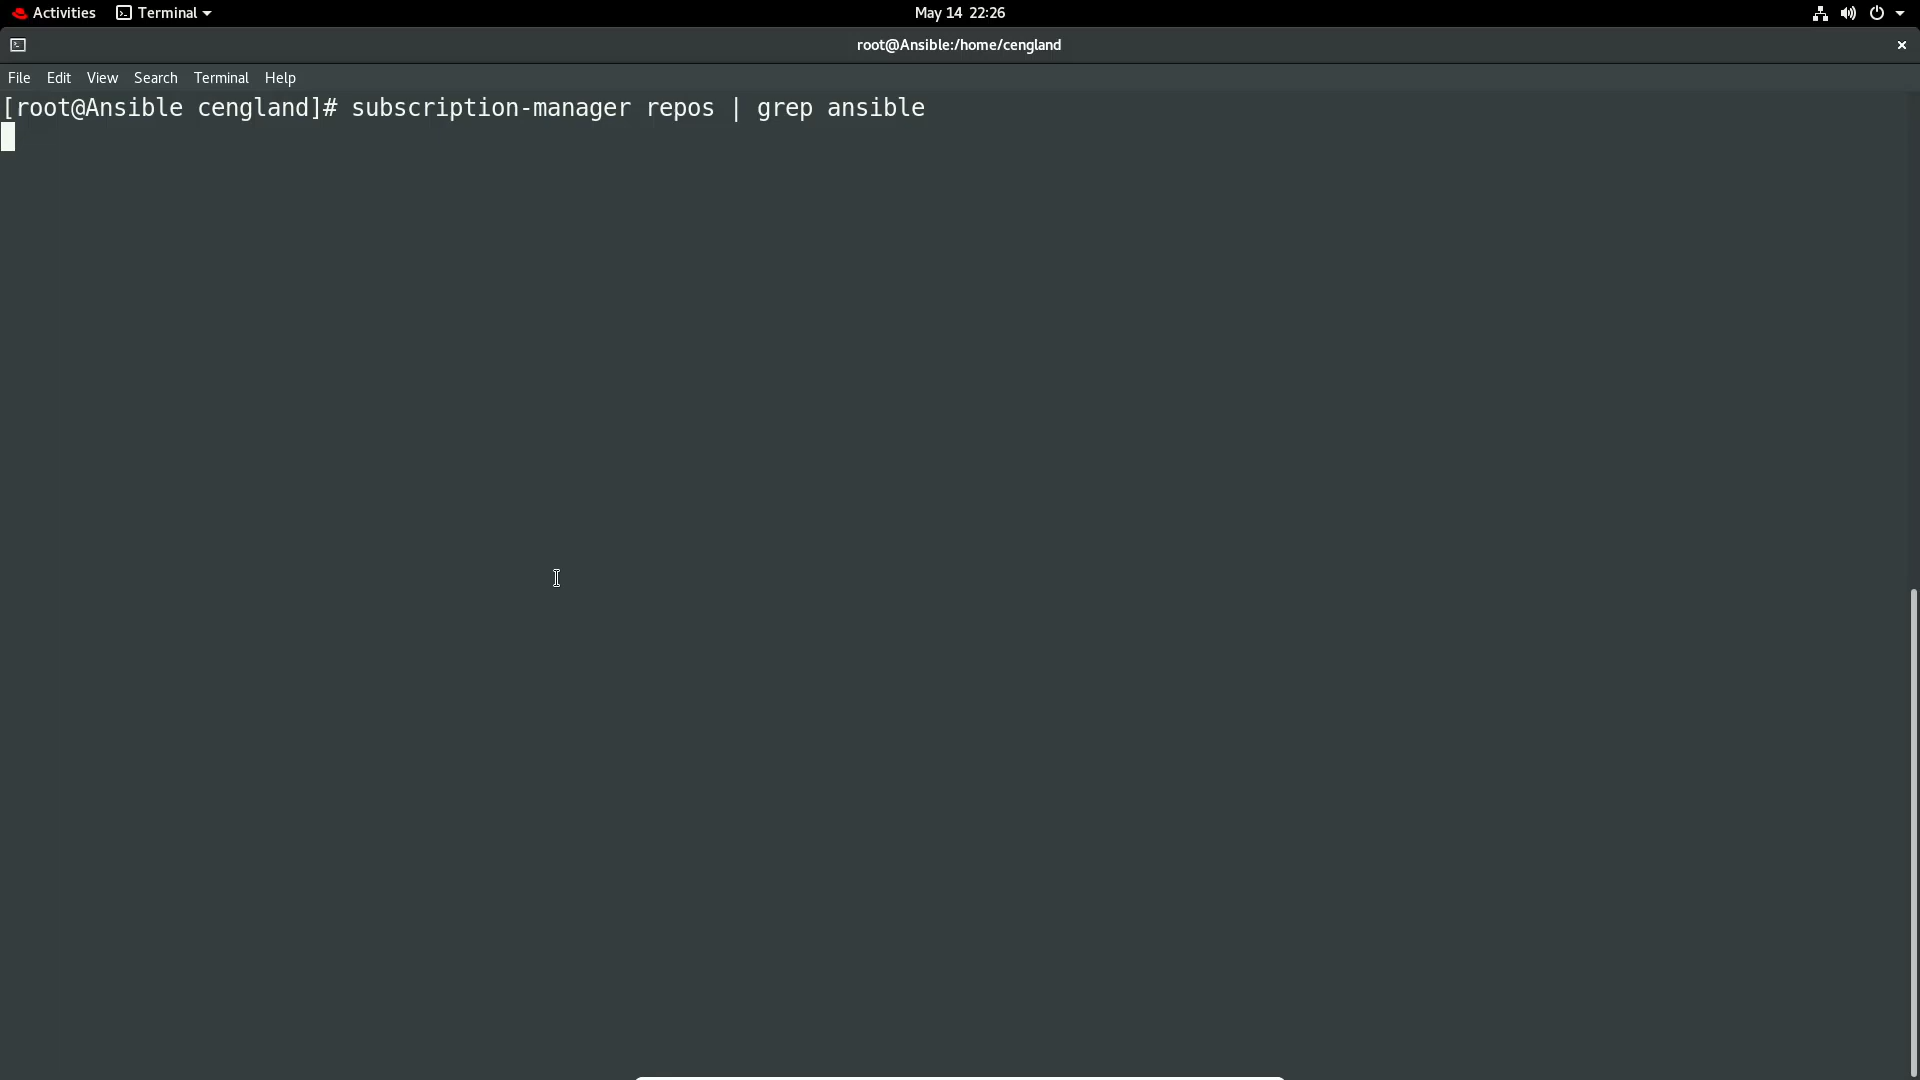 Activities Terminal May 14 22:26
root@Ansible:/home/cengland
File Edit View Search Terminal Help
[root@Ansible cengland]# subscription-manager repos | grep ansible